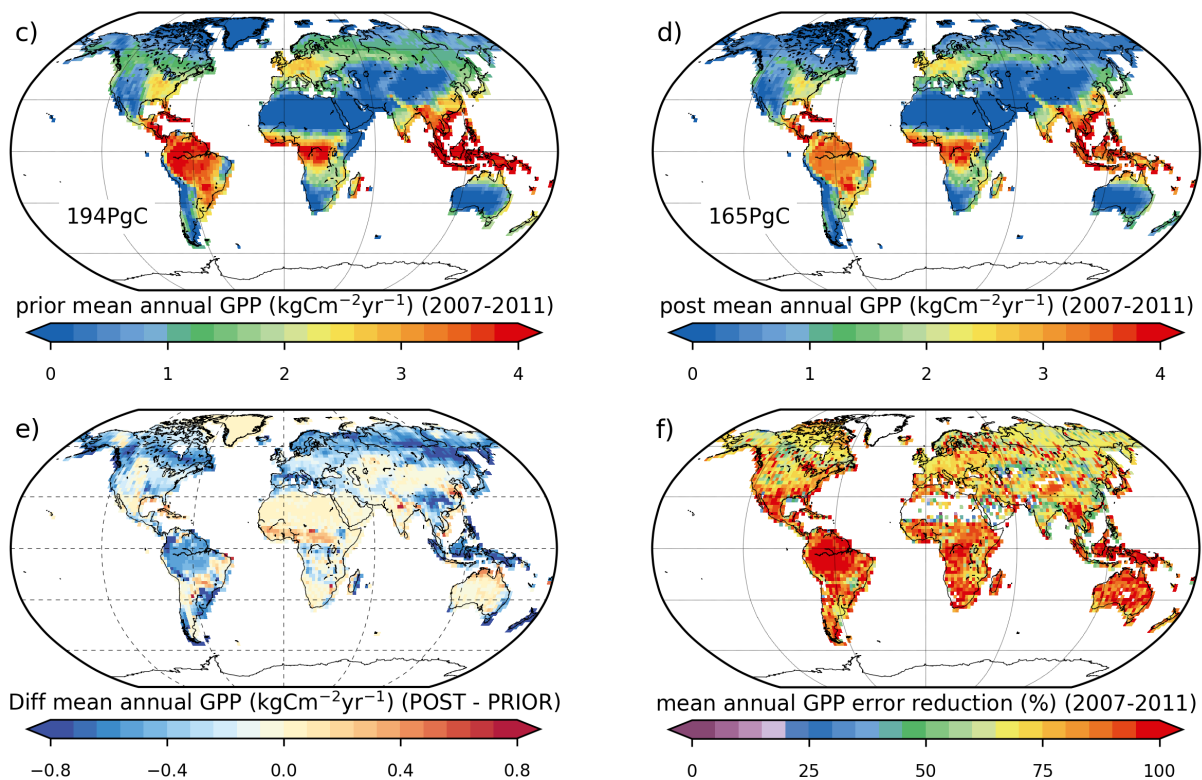 c)
d)
194PgC
165PgC
prior mean annual GPP (kgCm⁻²yr⁻¹) (2007-2011)
post mean annual GPP (kgCm⁻²yr⁻¹) (2007-2011)
0 1 2 3 4
0 1 2 3 4
e)
f)
Diff mean annual GPP (kgCm⁻²yr⁻¹) (POST - PRIOR)
mean annual GPP error reduction (%) (2007-2011)
−0.8 −0.4 0.0 0.4 0.8
0 25 50 75 100